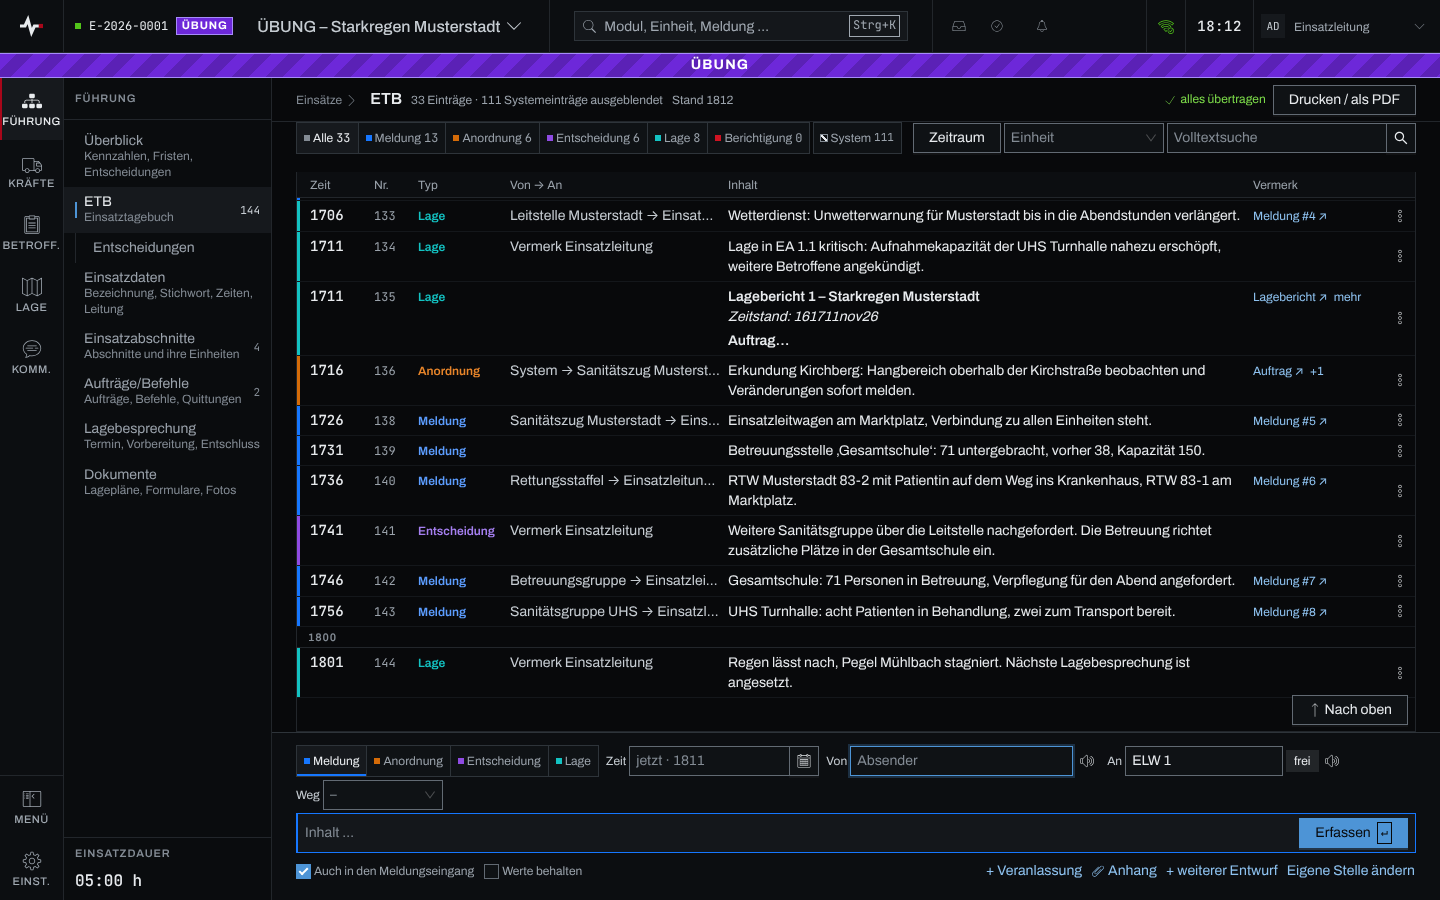 E-2026-0001 ÜBUNG ÜBUNG – Starkregen Musterstadt Modul, Einheit, Meldung ... Strg+K 18:12 AD Einsatzleitung
ÜBUNG
FÜHRUNG
KRÄFTE
BETROFF.
LAGE
KOMM.
MENÜ
EINST.
FÜHRUNG
Überblick
Kennzahlen, Fristen,
Entscheidungen
ETB
Einsatztagebuch 144
Entscheidungen
Einsatzdaten
Bezeichnung, Stichwort, Zeiten,
Leitung
Einsatzabschnitte
Abschnitte und ihre Einheiten 4
Aufträge/Befehle
Aufträge, Befehle, Quittungen 2
Lagebesprechung
Termin, Vorbereitung, Entschluss
Dokumente
Lagepläne, Formulare, Fotos
EINSATZDAUER
05:00 h
Einsätze ETB 33 Einträge · 111 Systemeinträge ausgeblendet Stand 1812 alles übertragen Drucken / als PDF
Alle 33 Meldung 13 Anordnung 6 Entscheidung 6 Lage 8 Berichtigung 0 System 111 Zeitraum Einheit Volltextsuche
Zeit Nr. Typ Von → An Inhalt Vermerk
1706 133 Lage Leitstelle Musterstadt → Einsat... Wetterdienst: Unwetterwarnung für Musterstadt bis in die Abendstunden verlängert. Meldung #4 ↗
1711 134 Lage Vermerk Einsatzleitung Lage in EA 1.1 kritisch: Aufnahmekapazität der UHS Turnhalle nahezu erschöpft,
weitere Betroffene angekündigt.
1711 135 Lage Lagebericht 1 – Starkregen Musterstadt Lagebericht ↗ mehr
Zeitstand: 161711nov26
Auftrag...
1716 136 Anordnung System → Sanitätszug Musterst... Erkundung Kirchberg: Hangbereich oberhalb der Kirchstraße beobachten und Auftrag ↗ +1
Veränderungen sofort melden.
1726 138 Meldung Sanitätszug Musterstadt → Eins... Einsatzleitwagen am Marktplatz, Verbindung zu allen Einheiten steht. Meldung #5 ↗
1731 139 Meldung Betreuungsstelle ‚Gesamtschule‘: 71 untergebracht, vorher 38, Kapazität 150.
1736 140 Meldung Rettungsstaffel → Einsatzleitun... RTW Musterstadt 83-2 mit Patientin auf dem Weg ins Krankenhaus, RTW 83-1 am Meldung #6 ↗
Marktplatz.
1741 141 Entscheidung Vermerk Einsatzleitung Weitere Sanitätsgruppe über die Leitstelle nachgefordert. Die Betreuung richtet
zusätzliche Plätze in der Gesamtschule ein.
1746 142 Meldung Betreuungsgruppe → Einsatzlei... Gesamtschule: 71 Personen in Betreuung, Verpflegung für den Abend angefordert. Meldung #7 ↗
1756 143 Meldung Sanitätsgruppe UHS → Einsatzl... UHS Turnhalle: acht Patienten in Behandlung, zwei zum Transport bereit. Meldung #8 ↗
1800
1801 144 Lage Vermerk Einsatzleitung Regen lässt nach, Pegel Mühlbach stagniert. Nächste Lagebesprechung ist
angesetzt.
↑ Nach oben
Meldung Anordnung Entscheidung Lage Zeit jetzt · 1811 Von Absender An ELW 1 frei
Weg –
Inhalt ... Erfassen ↵
Auch in den Meldungseingang Werte behalten + Veranlassung Anhang + weiterer Entwurf Eigene Stelle ändern